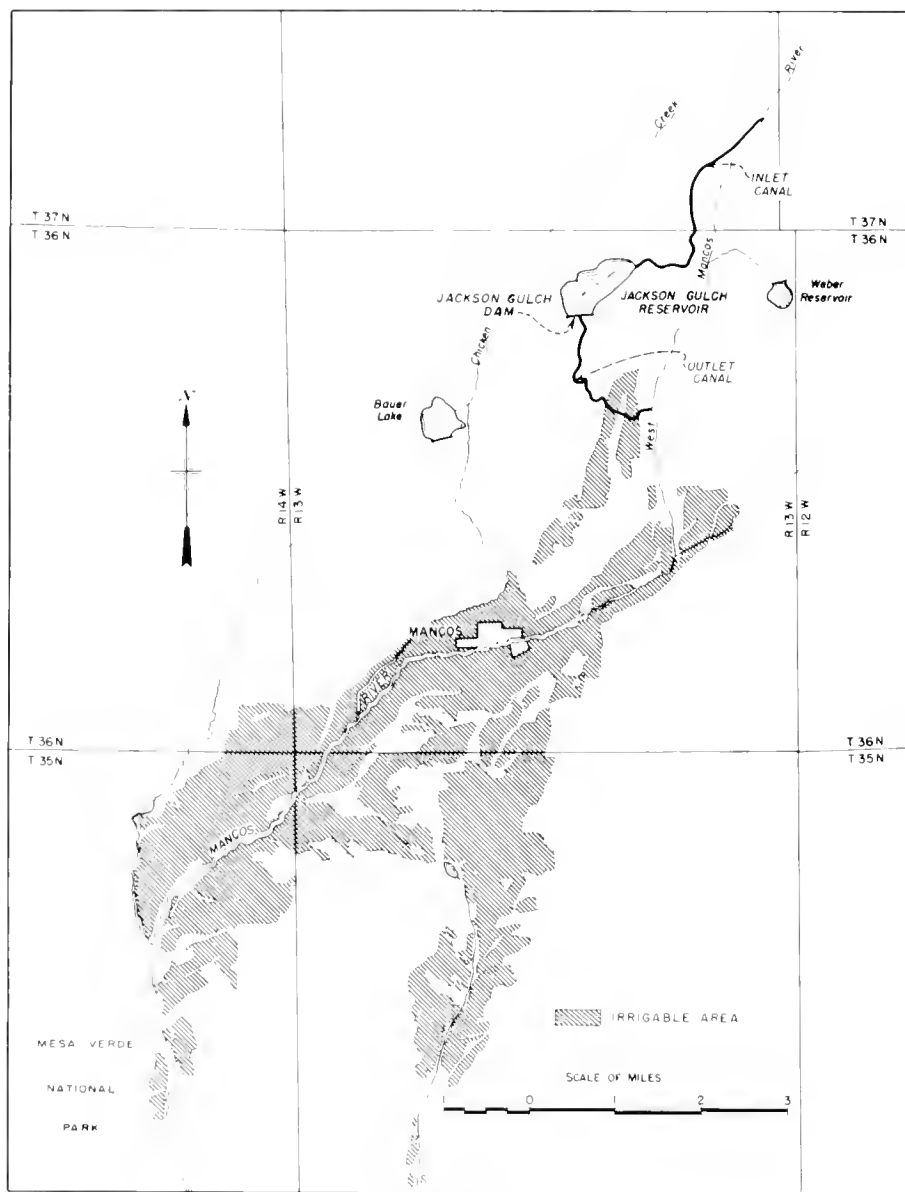 River
Creek
INLET
CANAL
T 37 N
T 36 N
T 37 N
T 36 N
Mancos
Weber
Reservoir
JACKSON GULCH
DAM
JACKSON GULCH
RESERVOIR
Chicken
OUTLET
CANAL
N
Bauer
Lake
West
R 14 W
R 13 W
R 13 W
R 12 W
MANCOS
RIVER
T 36 N
T 35 N
T 36 N
T 35 N
MANCOS
IRRIGABLE AREA
MESA VERDE
NATIONAL
PARK
SCALE OF MILES
1 0 1 2 3